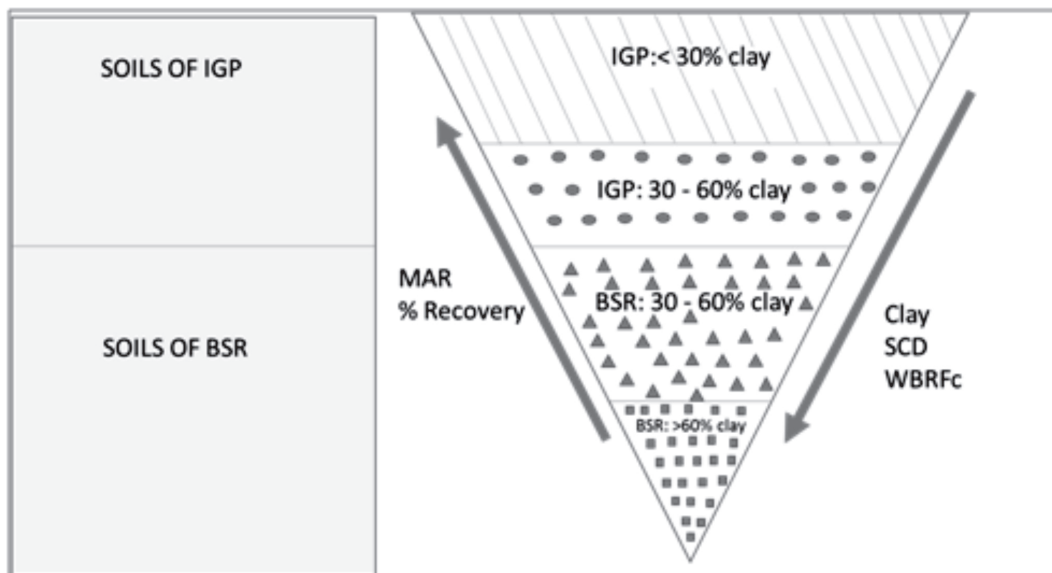 SOILS OF IGP
IGP:< 30% clay
IGP: 30 - 60% clay
MAR
% Recovery
BSR: 30 - 60% clay
Clay
SCD
WBRFc
SOILS OF BSR
BSR: >60% clay